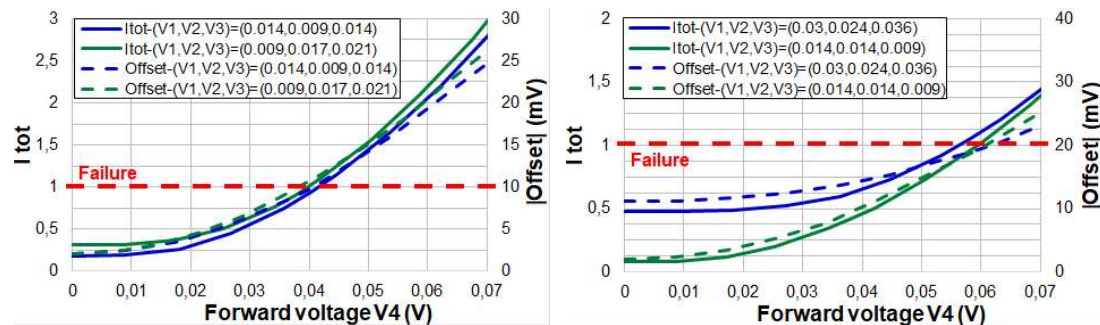 Itot-(V1,V2,V3)=(0.014,0.009,0.014)
Itot-(V1,V2,V3)=(0.009,0.017,0.021)
Offset-(V1,V2,V3)=(0.014,0.009,0.014)
Offset-(V1,V2,V3)=(0.009,0.017,0.021)
Failure
I tot
3
2,5
2
1,5
1
0,5
0
30
25
20
15
10
5
0
|Offset| (mV)
0 0,01 0,02 0,03 0,04 0,05 0,06 0,07
Forward voltage V4 (V)
Itot-(V1,V2,V3)=(0.03,0.024,0.036)
Itot-(V1,V2,V3)=(0.014,0.014,0.009)
Offset-(V1,V2,V3)=(0.03,0.024,0.036)
Offset-(V1,V2,V3)=(0.014,0.014,0.009)
Failure
I tot
2
1,5
1
0,5
0
40
30
20
10
0
|Offset| (mV)
0 0,01 0,02 0,03 0,04 0,05 0,06 0,07
Forward voltage V4 (V)